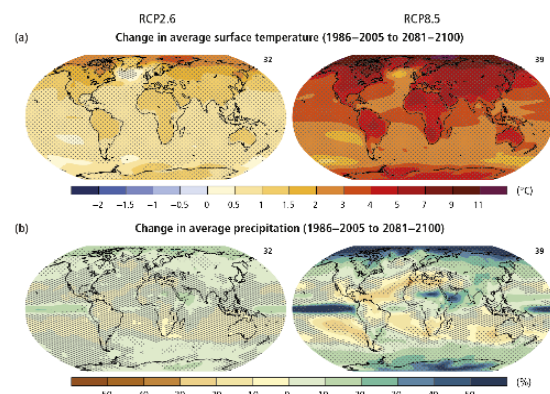 RCP2.6 RCP8.5
(a) Change in average surface temperature (1986–2005 to 2081–2100)
32 39
−2 −1.5 −1 −0.5 0 0.5 1 1.5 2 3 4 5 7 9 11 (°C)
(b) Change in average precipitation (1986–2005 to 2081–2100)
32 39
(%)